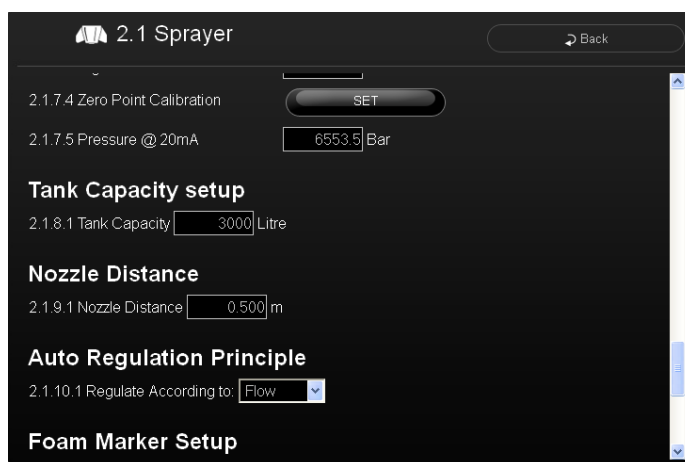 2.1 Sprayer
Back
2.1.7.4 Zero Point Calibration SET
2.1.7.5 Pressure @ 20mA 6553.5 Bar
Tank Capacity setup
2.1.8.1 Tank Capacity 3000 Litre
Nozzle Distance
2.1.9.1 Nozzle Distance 0.500 m
Auto Regulation Principle
2.1.10.1 Regulate According to: Flow
Foam Marker Setup